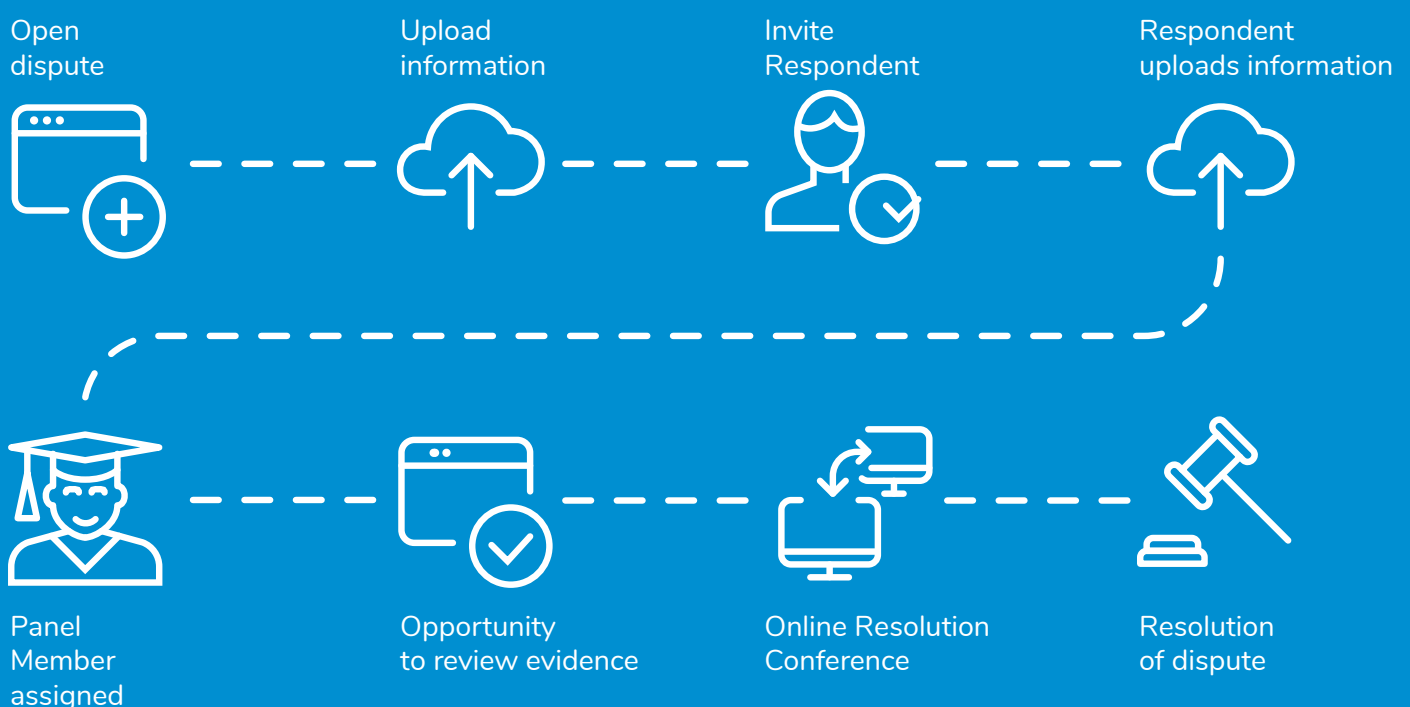 Open
dispute
Upload
information
Invite
Respondent
Respondent
uploads information
Panel
Member
assigned
Opportunity
to review evidence
Online Resolution
Conference
Resolution
of dispute